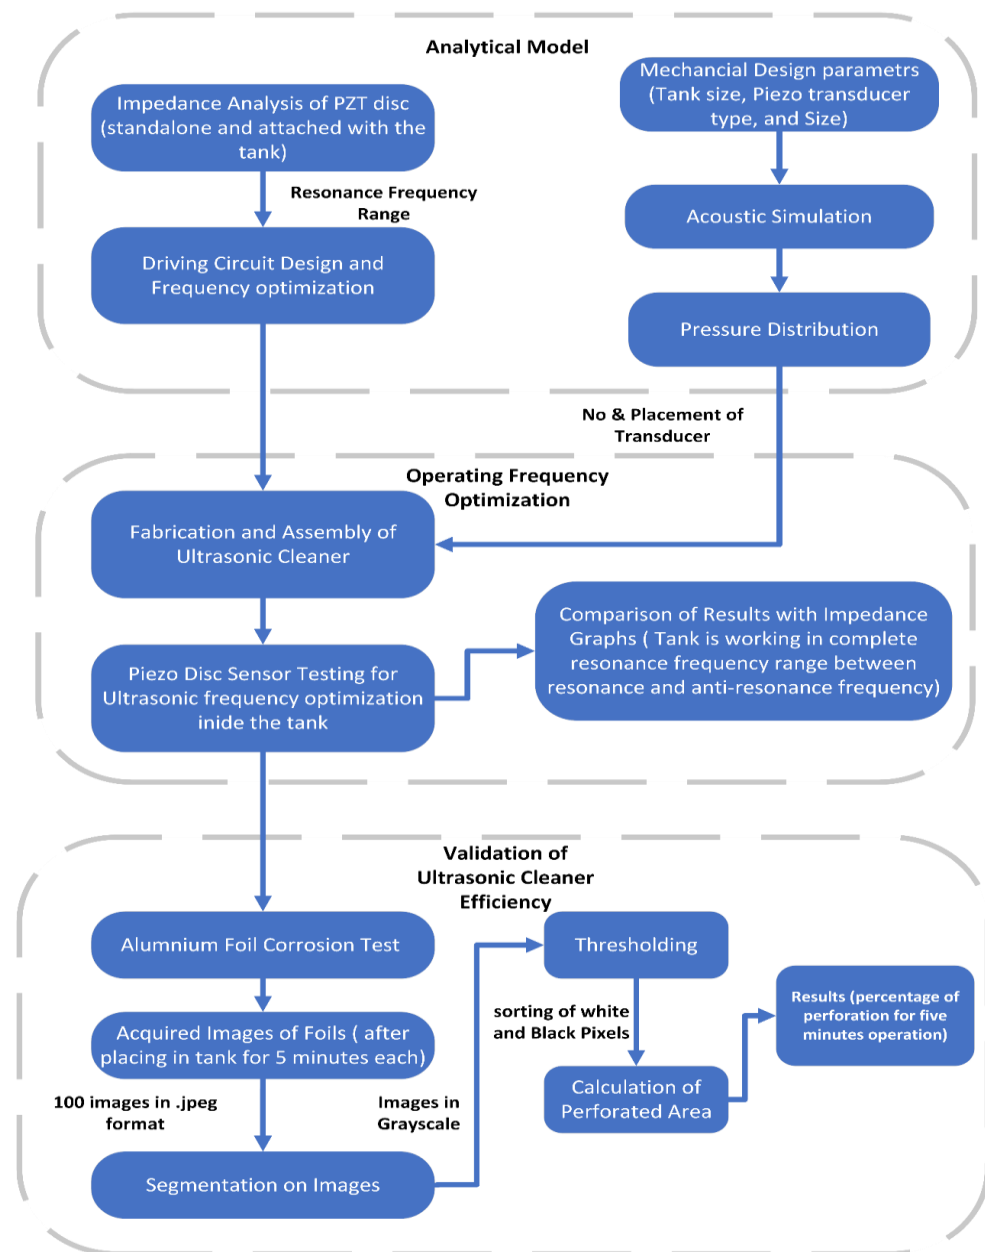 Analytical Model
Impedance Analysis of PZT disc
(standalone and attached with the
tank)
Resonance Frequency
Range
Driving Circuit Design and
Frequency optimization
Mechancial Design parametrs
(Tank size, Piezo transducer
type, and Size)
Acoustic Simulation
Pressure Distribution
No & Placement of
Transducer
Operating Frequency
Optimization
Fabrication and Assembly of
Ultrasonic Cleaner
Piezo Disc Sensor Testing for
Ultrasonic frequency optimization
inide the tank
Comparison of Results with Impedance
Graphs ( Tank is working in complete
resonance frequency range between
resonance and anti-resonance frequency)
Validation of
Ultrasonic Cleaner
Efficiency
Alumnium Foil Corrosion Test
Acquired Images of Foils ( after
placing in tank for 5 minutes each)
100 images in .jpeg
format
Segmentation on Images
Images in
Grayscale
Thresholding
sorting of white
and Black Pixels
Calculation of
Perforated Area
Results (percentage of
perforation for five
minutes operation)